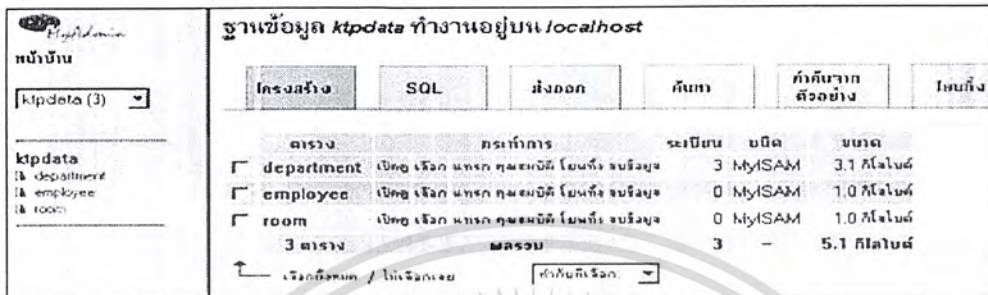 MyAdmin
หน้าบ้าน
ktpdata (3)
ktpdata
department
employee
room
ฐานข้อมูล ktpdata ทำงานอยู่บน localhost
โครงสร้าง SQL ส่งออก ค้นหา คำค้นจากตัวอย่าง โยนทิ้ง
ตาราง กระทำการ ระเบียน ชนิด ขนาด
department เปิดดู เลือก แทรก คุณสมบัติ โยนทิ้ง ลบข้อมูล 3 MyISAM 3.1 กิโลไบต์
employee เปิดดู เลือก แทรก คุณสมบัติ โยนทิ้ง ลบข้อมูล 0 MyISAM 1.0 กิโลไบต์
room เปิดดู เลือก แทรก คุณสมบัติ โยนทิ้ง ลบข้อมูล 0 MyISAM 1.0 กิโลไบต์
3 ตาราง ผลรวม 3 – 5.1 กิโลไบต์
เลือกทั้งหมด / ไม่เลือกเลย ทำกับที่เลือก: